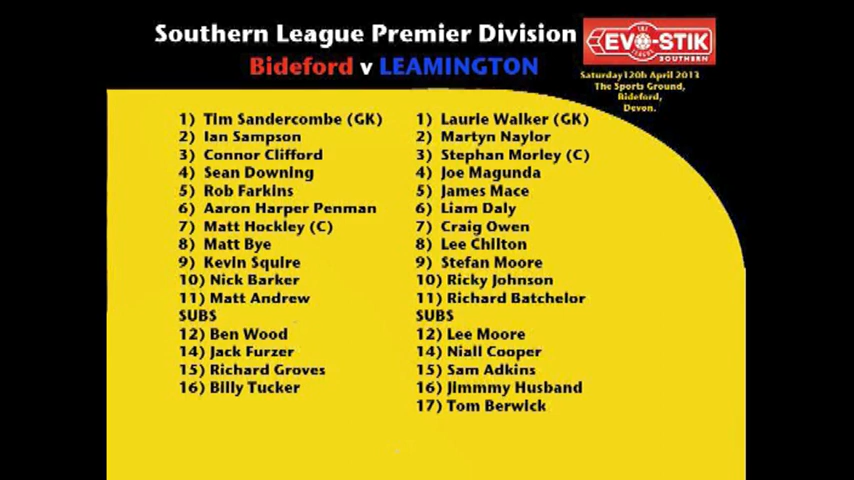 Southern League Premier Division
Bideford v LEAMINGTON
THE
EVO-STIK
LEAGUE
SOUTHERN
Saturday120h April 2013
The Sports Ground,
Bideford,
Devon.
1) Tim Sandercombe (GK)
2) Ian Sampson
3) Connor Clifford
4) Sean Downing
5) Rob Farkins
6) Aaron Harper Penman
7) Matt Hockley (C)
8) Matt Bye
9) Kevin Squire
10) Nick Barker
11) Matt Andrew
SUBS
12) Ben Wood
14) Jack Furzer
15) Richard Groves
16) Billy Tucker
1) Laurie Walker (GK)
2) Martyn Naylor
3) Stephan Morley (C)
4) Joe Magunda
5) James Mace
6) Liam Daly
7) Craig Owen
8) Lee Chilton
9) Stefan Moore
10) Ricky Johnson
11) Richard Batchelor
SUBS
12) Lee Moore
14) Niall Cooper
15) Sam Adkins
16) Jimmmy Husband
17) Tom Berwick